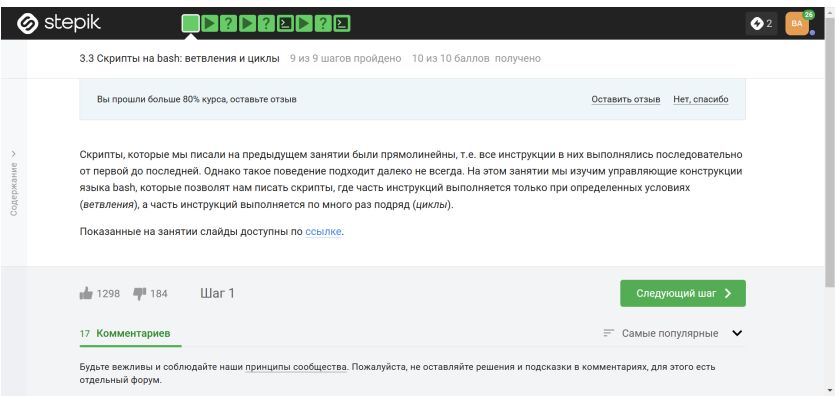 stepik
2
26
ВА
3.3 Скрипты на bash: ветвления и циклы 9 из 9 шагов пройдено 10 из 10 баллов получено
Вы прошли больше 80% курса, оставьте отзыв Оставить отзыв Нет, спасибо
Содержание
Скрипты, которые мы писали на предыдущем занятии были прямолинейны, т.е. все инструкции в них выполнялись последовательно
от первой до последней. Однако такое поведение подходит далеко не всегда. На этом занятии мы изучим управляющие конструкции
языка bash, которые позволят нам писать скрипты, где часть инструкций выполняется только при определенных условиях
(ветвления), а часть инструкций выполняется по много раз подряд (циклы).
Показанные на занятии слайды доступны по ссылке.
1298 184 Шаг 1 Следующий шаг
17 Комментариев Самые популярные
Будьте вежливы и соблюдайте наши принципы сообщества. Пожалуйста, не оставляйте решения и подсказки в комментариях, для этого есть
отдельный форум.